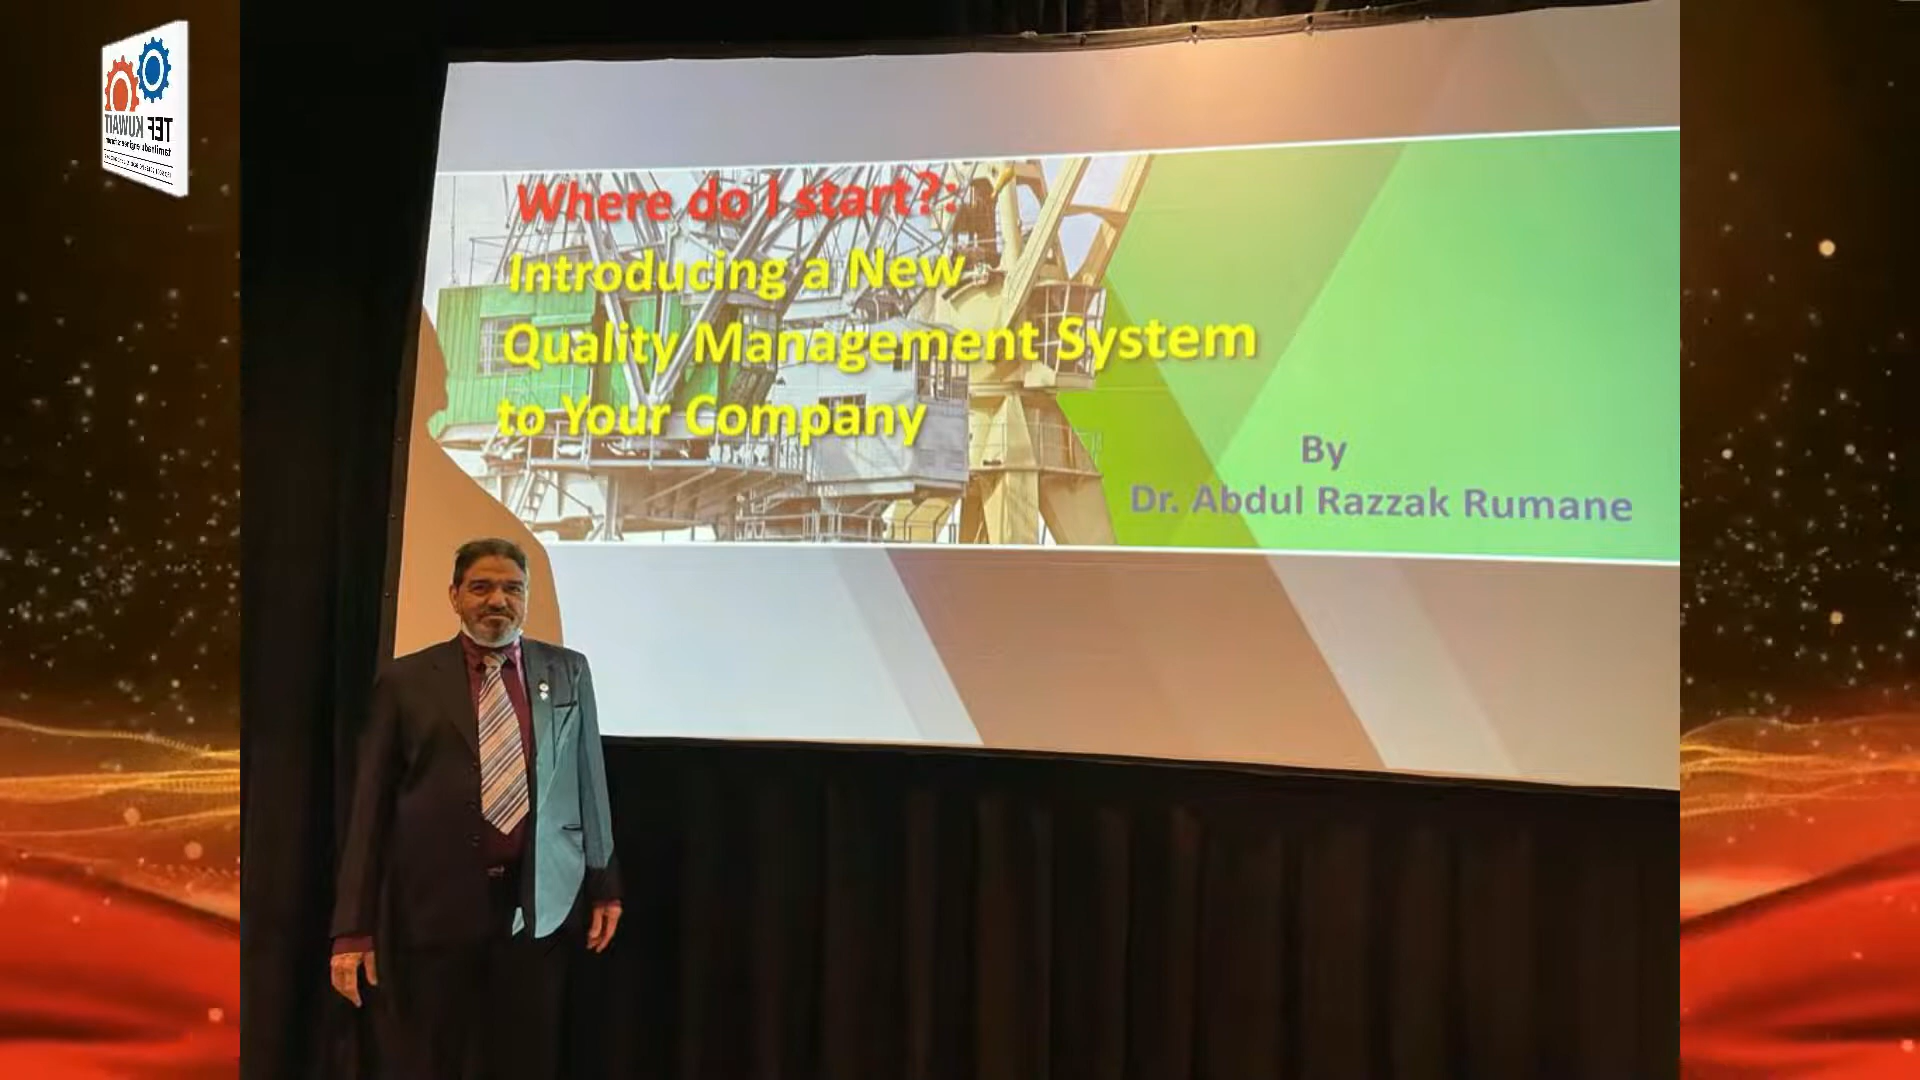 TEF KUWAIT
Where do I start?:
Introducing a New
Quality Management System
to Your Company
By
Dr. Abdul Razzak Rumane